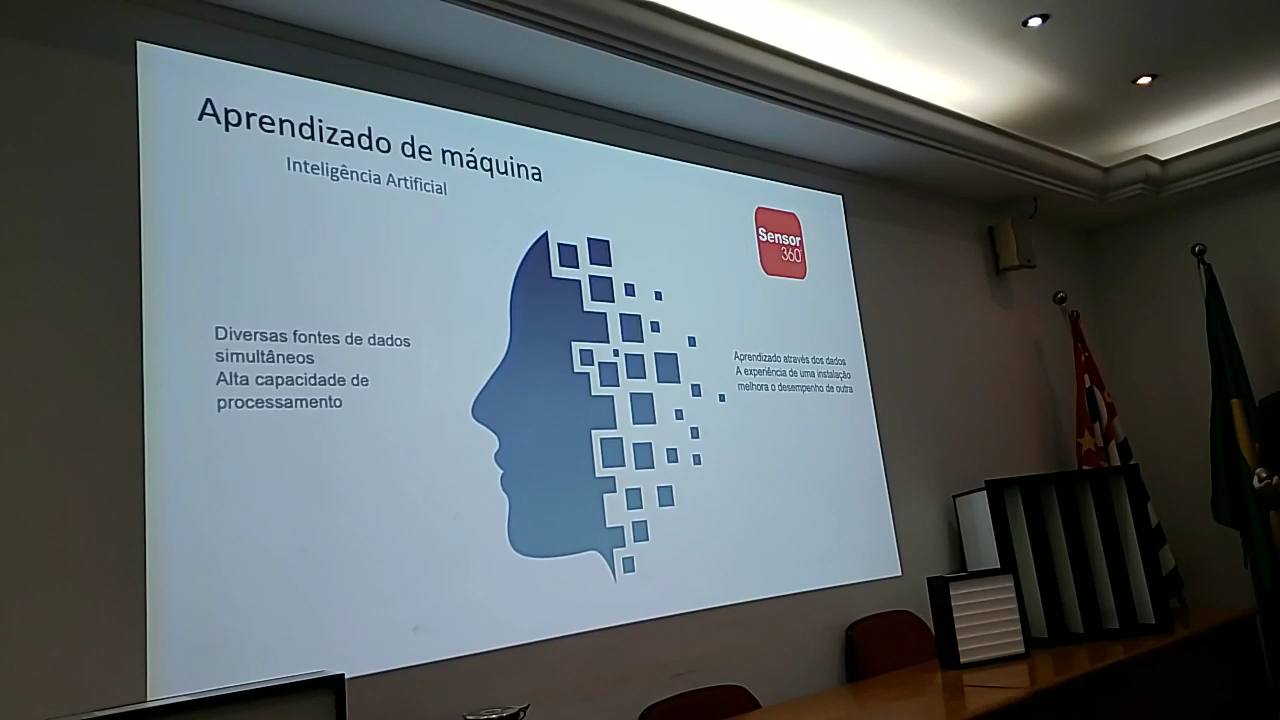 Aprendizado de máquina
Inteligência Artificial
Sensor
360°
Diversas fontes de dados
simultâneos
Alta capacidade de
processamento
Aprendizado através dos dados
A experiência de uma instalação
melhora o desempenho de outra